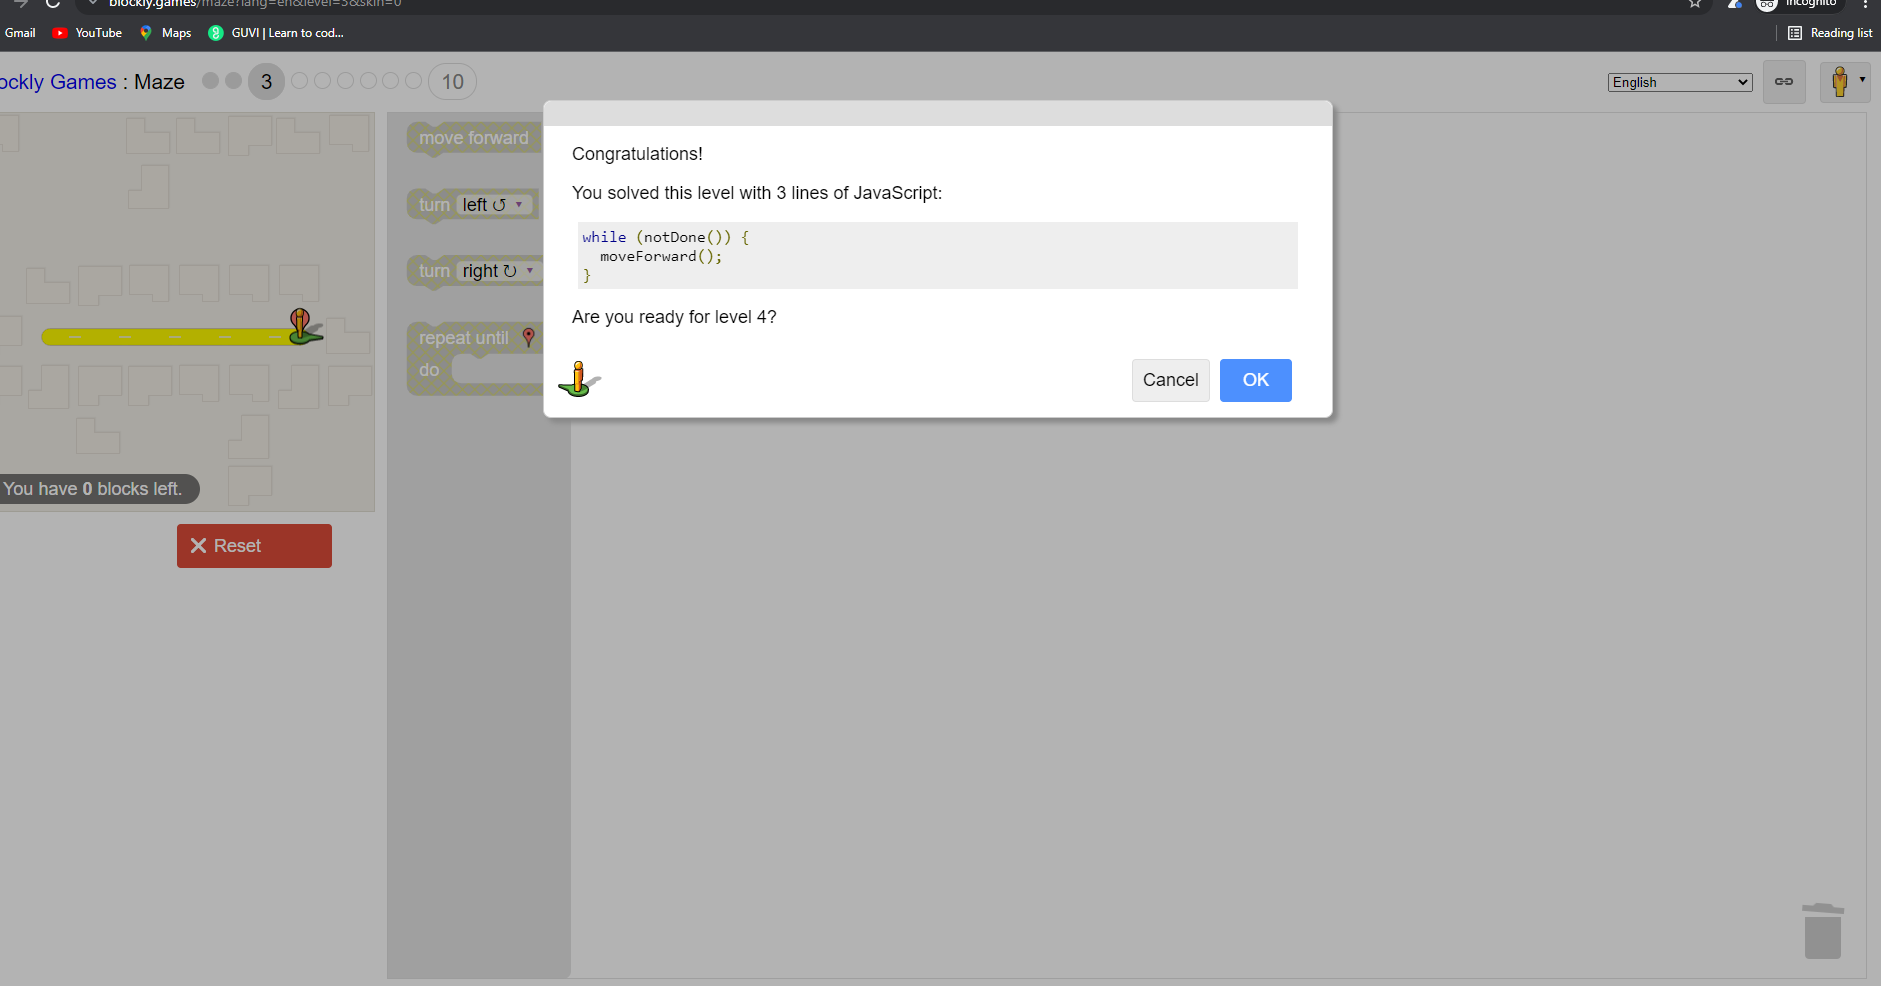 blockly.games/maze?lang=en&level=3&skin=0
Incognito
Gmail YouTube Maps GUVI | Learn to cod... Reading list
ockly Games : Maze 3 10 English
move forward
turn left ↺ ▾
turn right ↻ ▾
repeat until
do
Congratulations!
You solved this level with 3 lines of JavaScript:
while (notDone()) {
  moveForward();
}
Are you ready for level 4?
Cancel OK
You have 0 blocks left.
Reset